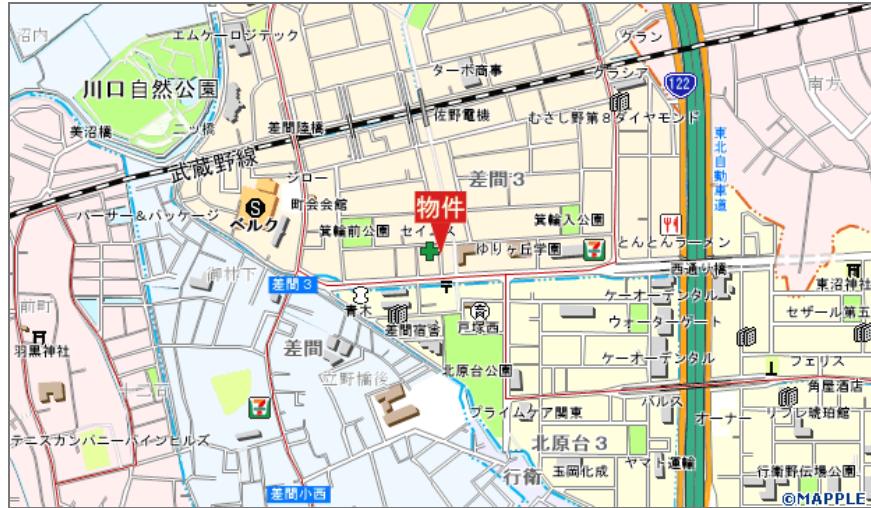 沼内
エムケーロジテック
グラン
ターボ商事
グラシア
122
南方
川口自然公園
佐野電機
むさし野第8ダイヤモンド
美沼橋
二ッ橋
差間陸橋
東北自動車道
武蔵野線
ジロー
差間3
町会会館
物件
パーサー&パッケージ
S
ベルク
箕輪前公園
セイムス
箕輪入公園
ゆりヶ丘学園
とんとんラーメン
御杁下
差間3
西通り橋
東沼神社
ケーオーデンタル
前町
青木
差間宿舎
戸塚西
ウォーターゲート
セザール第五
羽黒神社
差間
立野橋後
北原台公園
ケーオーデンタル
フェリス
十三向
プライムケア関東
パルス
オーナー
角屋酒店
リブレ琥珀館
テニスカンパニーパインヒルズ
北原台3
行衛
玉岡化成
ヤマト運輸
行衛野伝場公園
差間小西
©MAPPLE